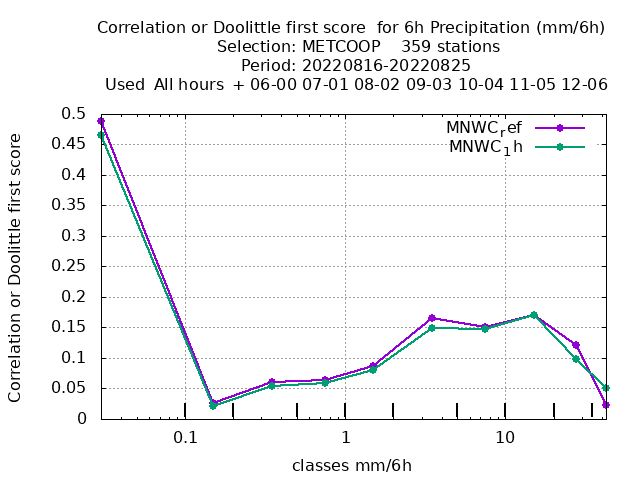 Correlation or Doolittle first score  for 6h Precipitation (mm/6h)
Selection: METCOOP    359 stations
Period: 20220816-20220825
Used  All hours  + 06-00 07-01 08-02 09-03 10-04 11-05 12-06
Correlation or Doolittle first score
0.5
0.45
0.4
0.35
0.3
0.25
0.2
0.15
0.1
0.05
0
MNWC_ref
MNWC_1h
0.1 1 10
classes mm/6h